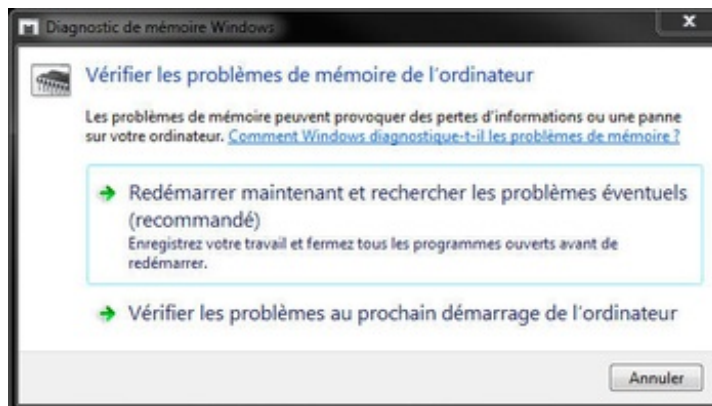 Diagnostic de mémoire Windows
Vérifier les problèmes de mémoire de l'ordinateur
Les problèmes de mémoire peuvent provoquer des pertes d'informations ou une panne
sur votre ordinateur. Comment Windows diagnostique-t-il les problèmes de mémoire ?
Redémarrer maintenant et rechercher les problèmes éventuels
(recommandé)
Enregistrez votre travail et fermez tous les programmes ouverts avant de
redémarrer.
Vérifier les problèmes au prochain démarrage de l'ordinateur
Annuler